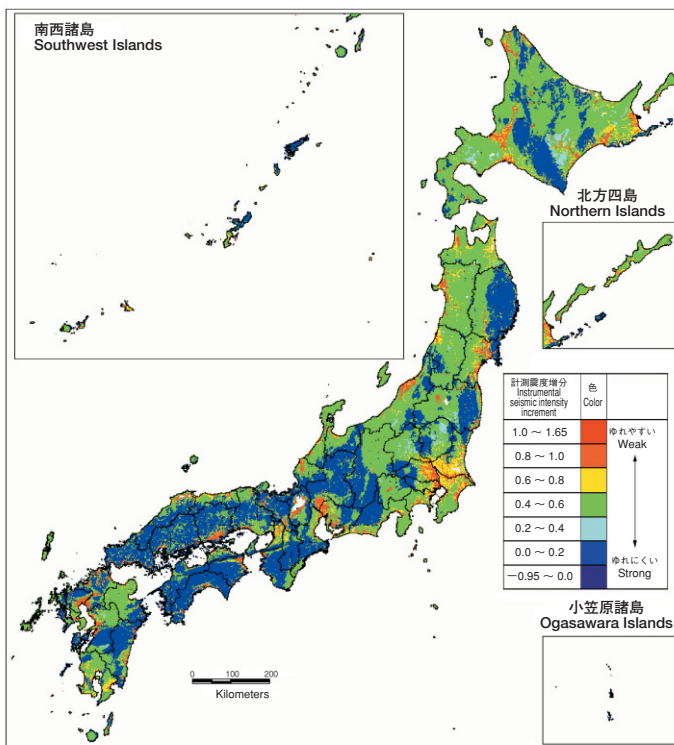 南西諸島
Southwest Islands
北方四島
Northern Islands
計測震度増分
Instrumental
seismic intensity
increment
色
Color
1.0 ～ 1.65
0.8 ～ 1.0
0.6 ～ 0.8
0.4 ～ 0.6
0.2 ～ 0.4
0.0 ～ 0.2
－0.95 ～ 0.0
ゆれやすい
Weak
ゆれにくい
Strong
小笠原諸島
Ogasawara Islands
0 100 200
Kilometers